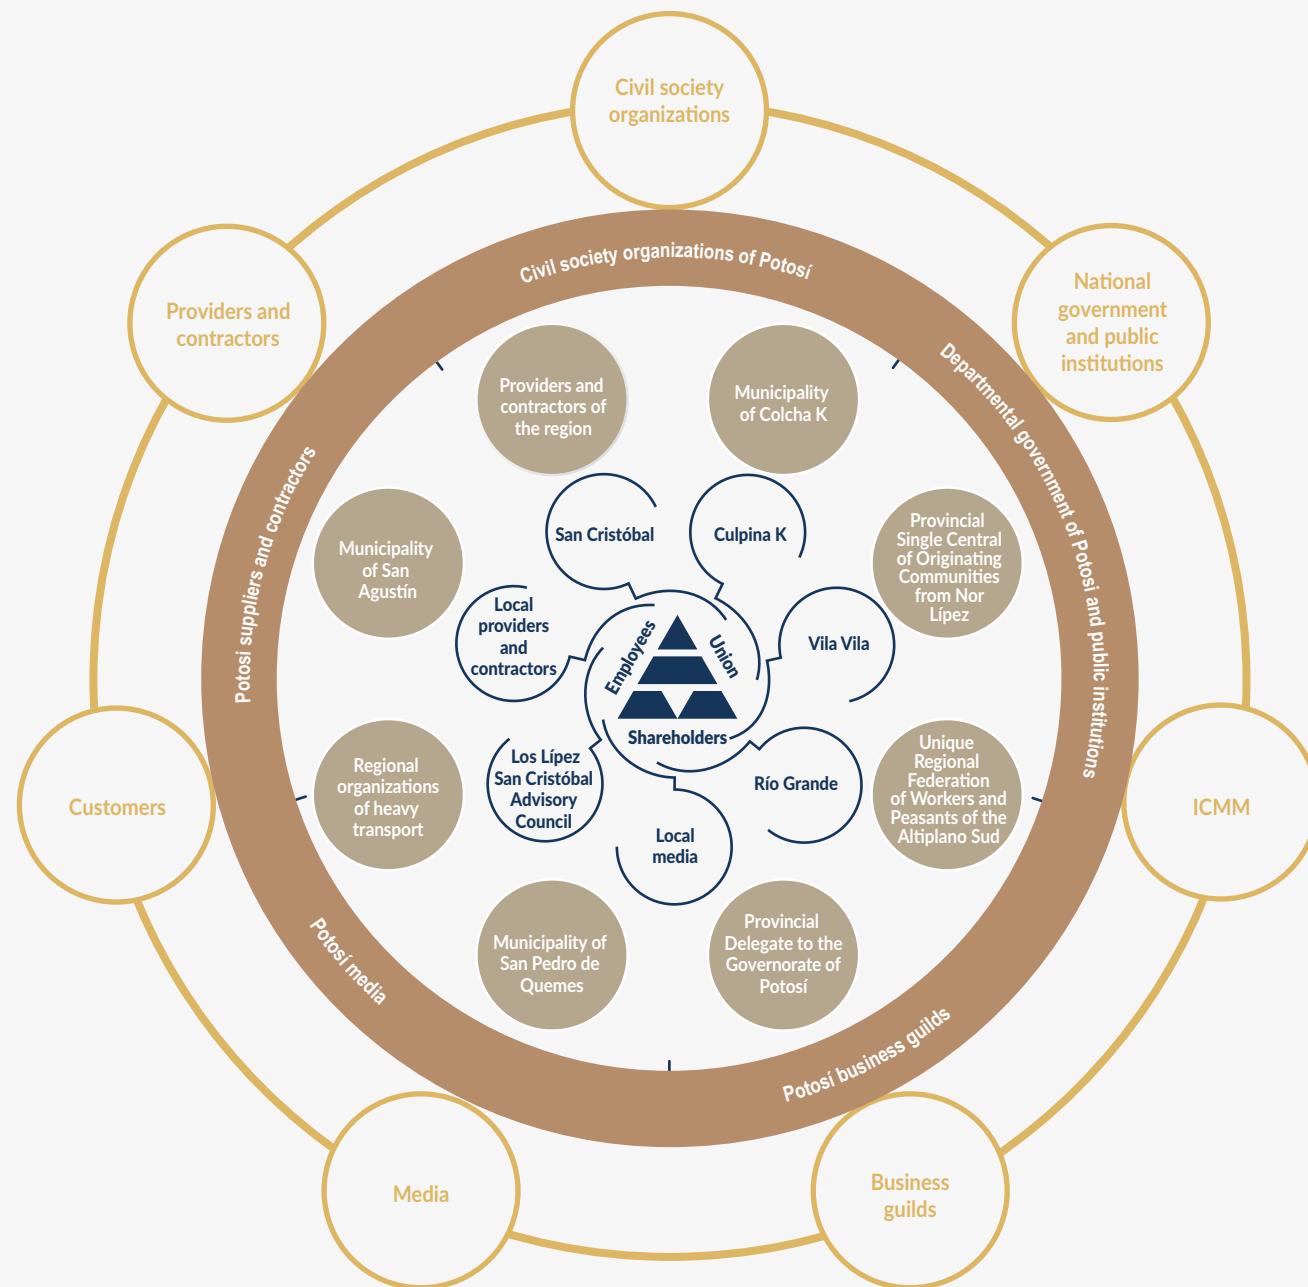 Civil society
organizations
Providers and
contractors
National
government
and public
institutions
Civil society organizations of Potosí
Departmental government of Potosi and public institutions
Potosi suppliers and contractors
Providers and
contractors of
the region
Municipality
of Colcha K
Municipality
of San
Agustín
Provincial
Single Central
of Originating
Communities
from Nor
Lípez
San Cristóbal
Culpina K
Local
providers
and
contractors
Vila Vila
Employees
Union
Shareholders
Los Lípez
San Cristóbal
Advisory
Council
Río Grande
Local
media
Regional
organizations
of heavy
transport
Unique
Regional
Federation
of Workers and
Peasants of the
Altiplano Sud
Customers
ICMM
Municipality of
San Pedro de
Quemes
Provincial
Delegate to the
Governorate of
Potosí
Potosí media
Potosí business guilds
Media
Business
guilds